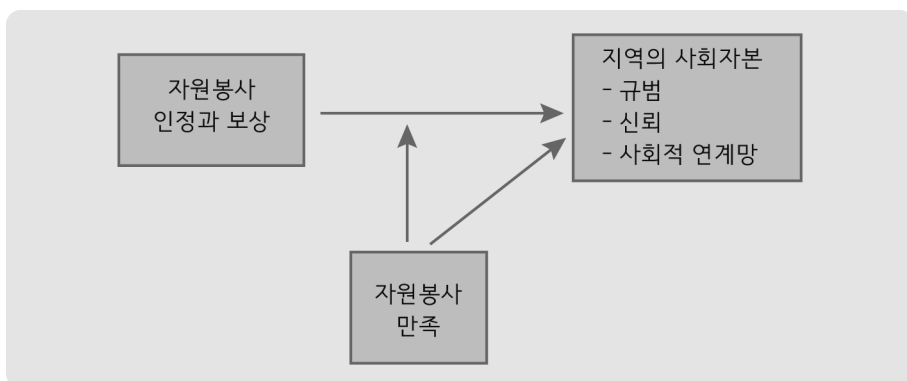 자원봉사
인정과 보상
지역의 사회자본
- 규범
- 신뢰
- 사회적 연계망
자원봉사
만족